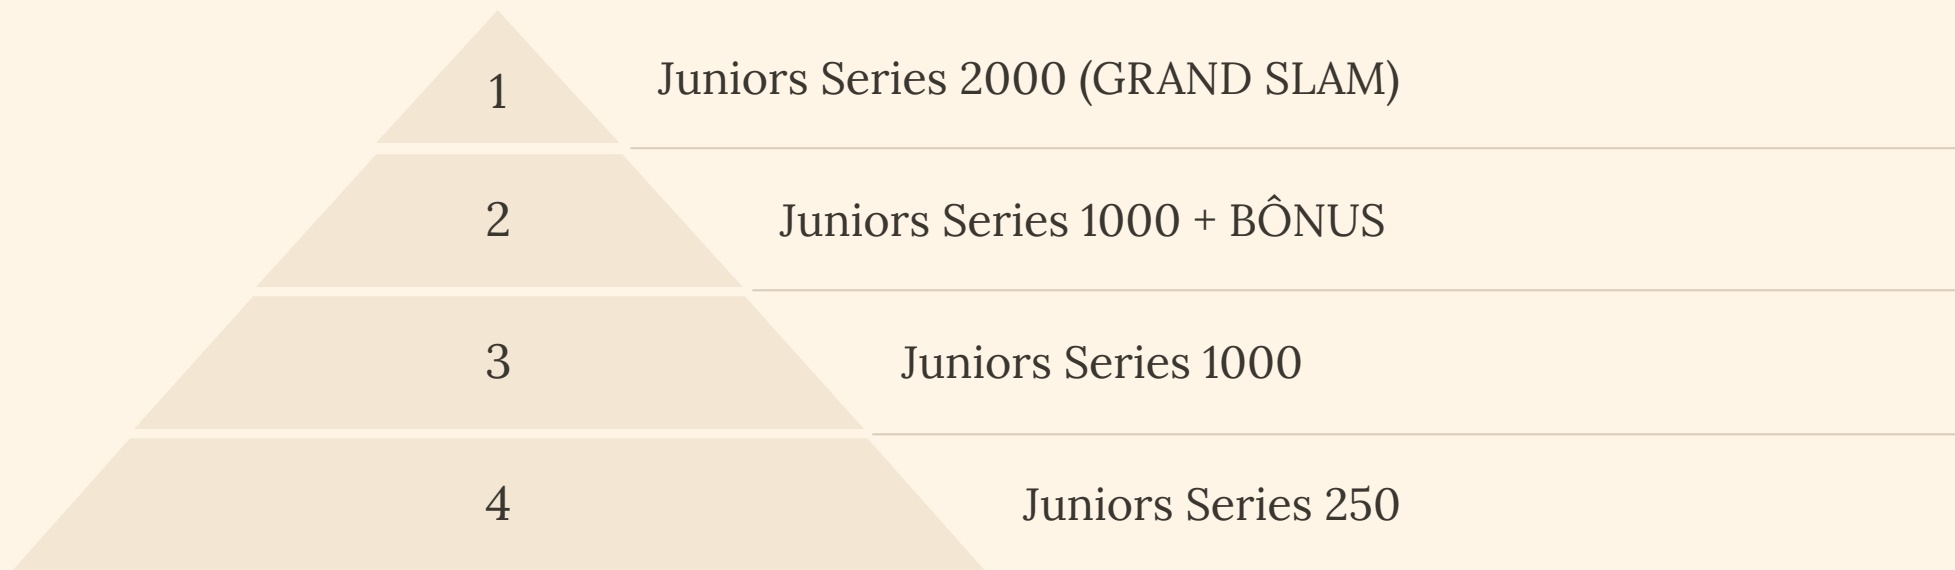 1
Juniors Series 2000 (GRAND SLAM)
2
Juniors Series 1000 + BÔNUS
3
Juniors Series 1000
4
Juniors Series 250